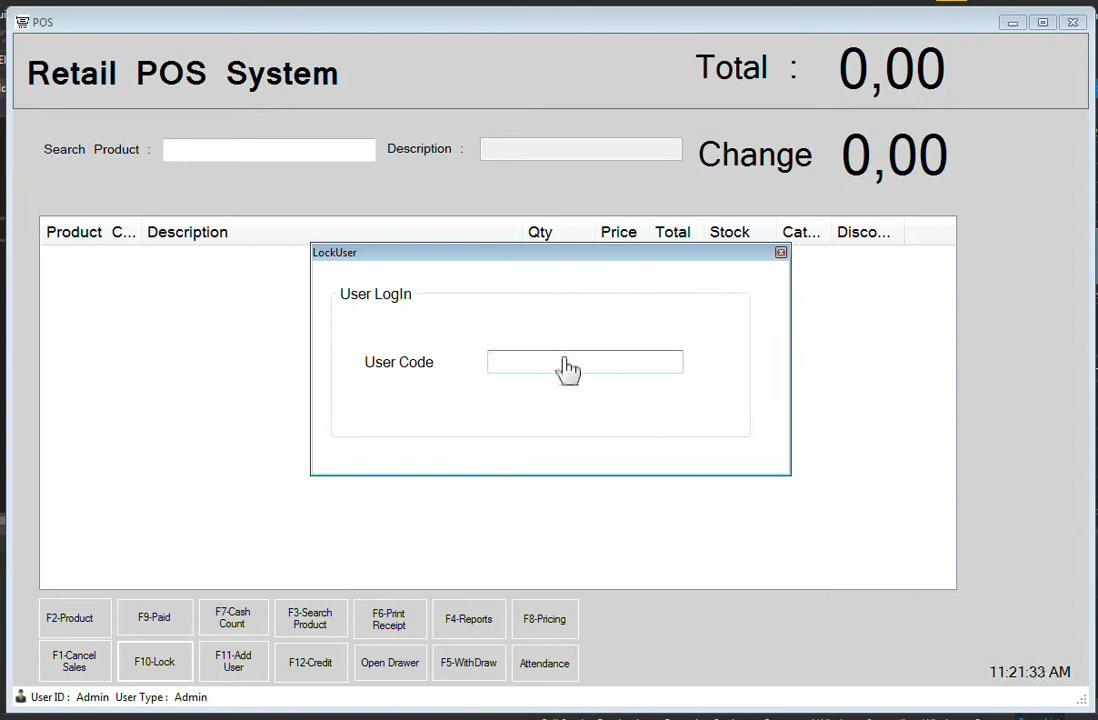 POS
Retail POS System
Total : 0,00
Search Product :
Description :
Change 0,00
Product C... Description Qty Price Total Stock Cat... Disco...
LockUser
User LogIn
User Code
F2-Product
F9-Paid
F7-Cash
Count
F3-Search
Product
F6-Print
Receipt
F4-Reports
F8-Pricing
F1-Cancel
Sales
F10-Lock
F11-Add
User
F12-Credit
Open Drawer
F5-WithDraw
Attendance
11:21:33 AM
User ID : Admin User Type : Admin